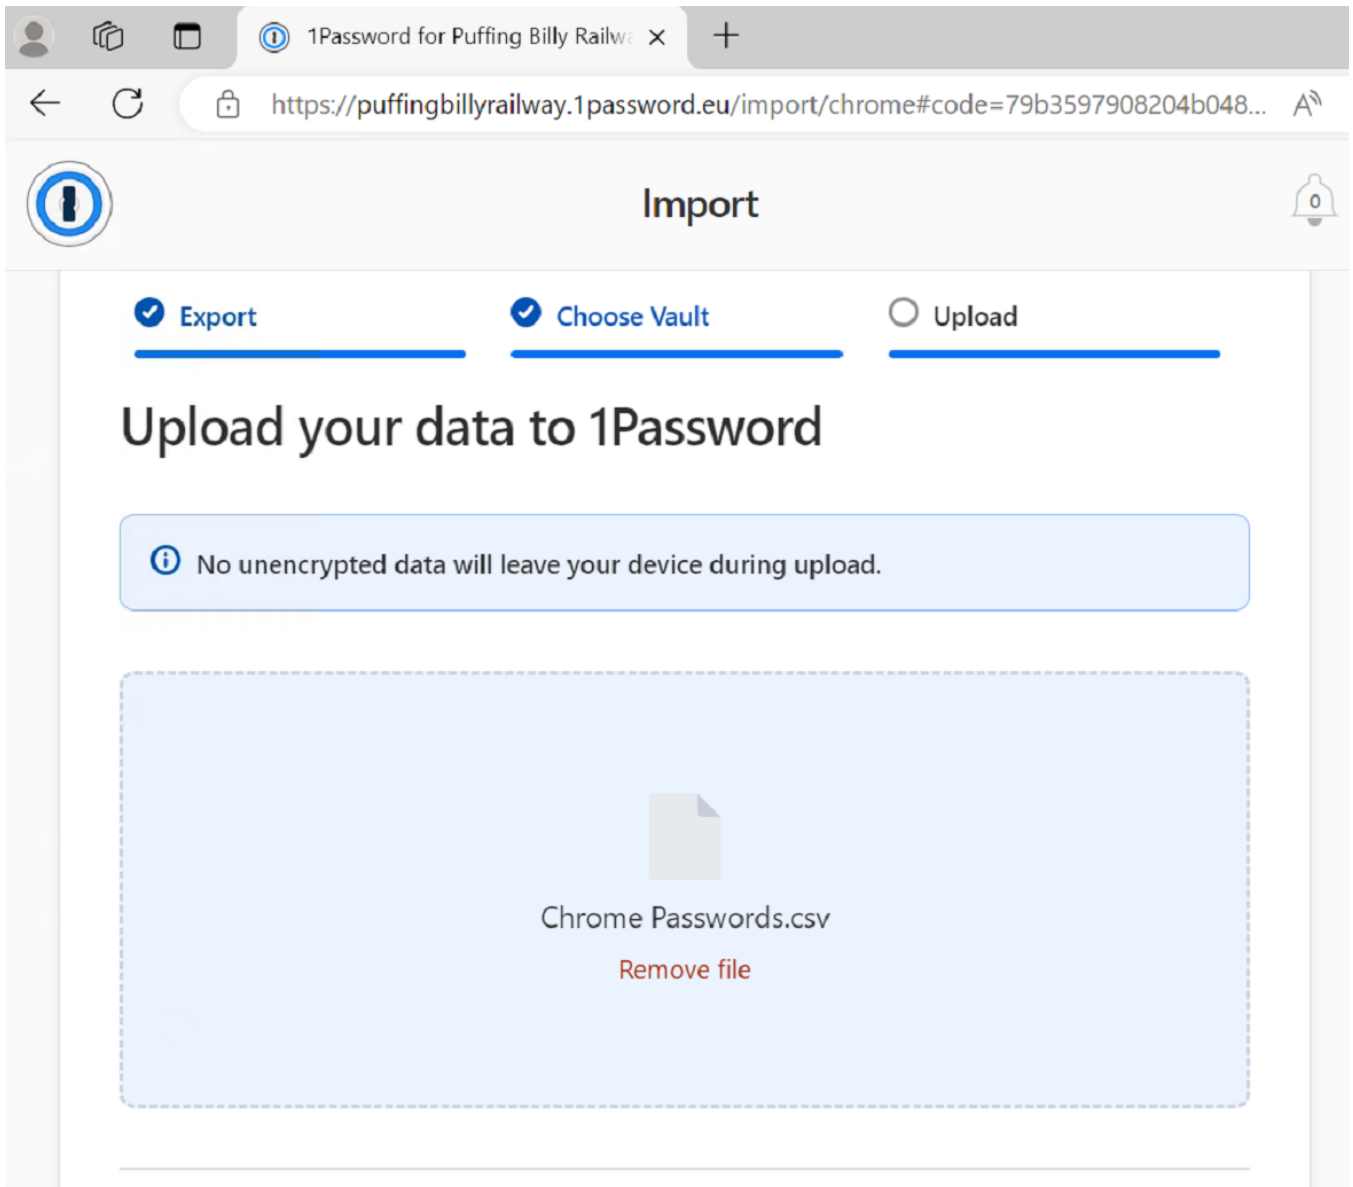 1Password for Puffing Billy Railwa
https://puffingbillyrailway.1password.eu/import/chrome#code=79b3597908204b048...
Import
0
Export
Choose Vault
Upload
Upload your data to 1Password
No unencrypted data will leave your device during upload.
Chrome Passwords.csv
Remove file